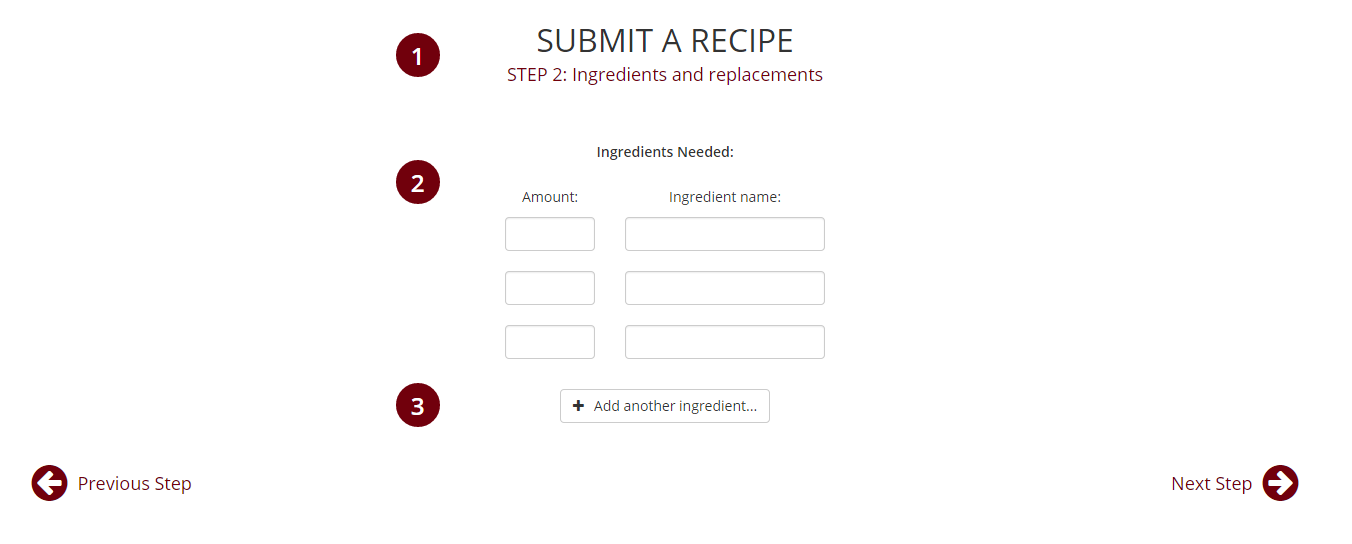 1
SUBMIT A RECIPE
STEP 2: Ingredients and replacements
Ingredients Needed:
2
Amount: Ingredient name:
3
+ Add another ingredient...
Previous Step
Next Step